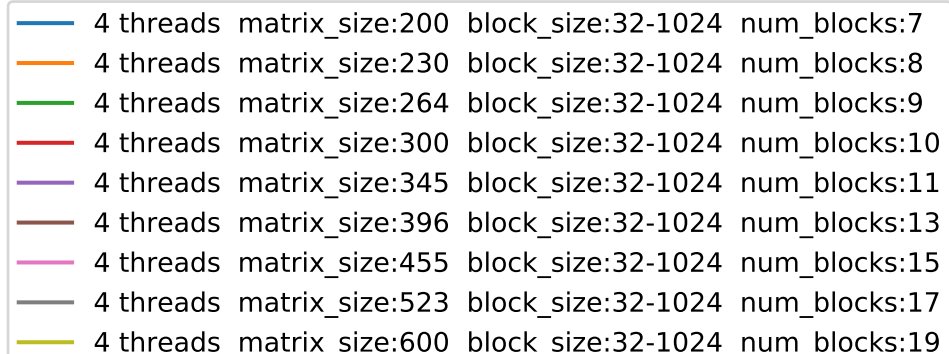 4 threads  matrix_size:200  block_size:32-1024  num_blocks:7
4 threads  matrix_size:230  block_size:32-1024  num_blocks:8
4 threads  matrix_size:264  block_size:32-1024  num_blocks:9
4 threads  matrix_size:300  block_size:32-1024  num_blocks:10
4 threads  matrix_size:345  block_size:32-1024  num_blocks:11
4 threads  matrix_size:396  block_size:32-1024  num_blocks:13
4 threads  matrix_size:455  block_size:32-1024  num_blocks:15
4 threads  matrix_size:523  block_size:32-1024  num_blocks:17
4 threads  matrix_size:600  block_size:32-1024  num_blocks:19